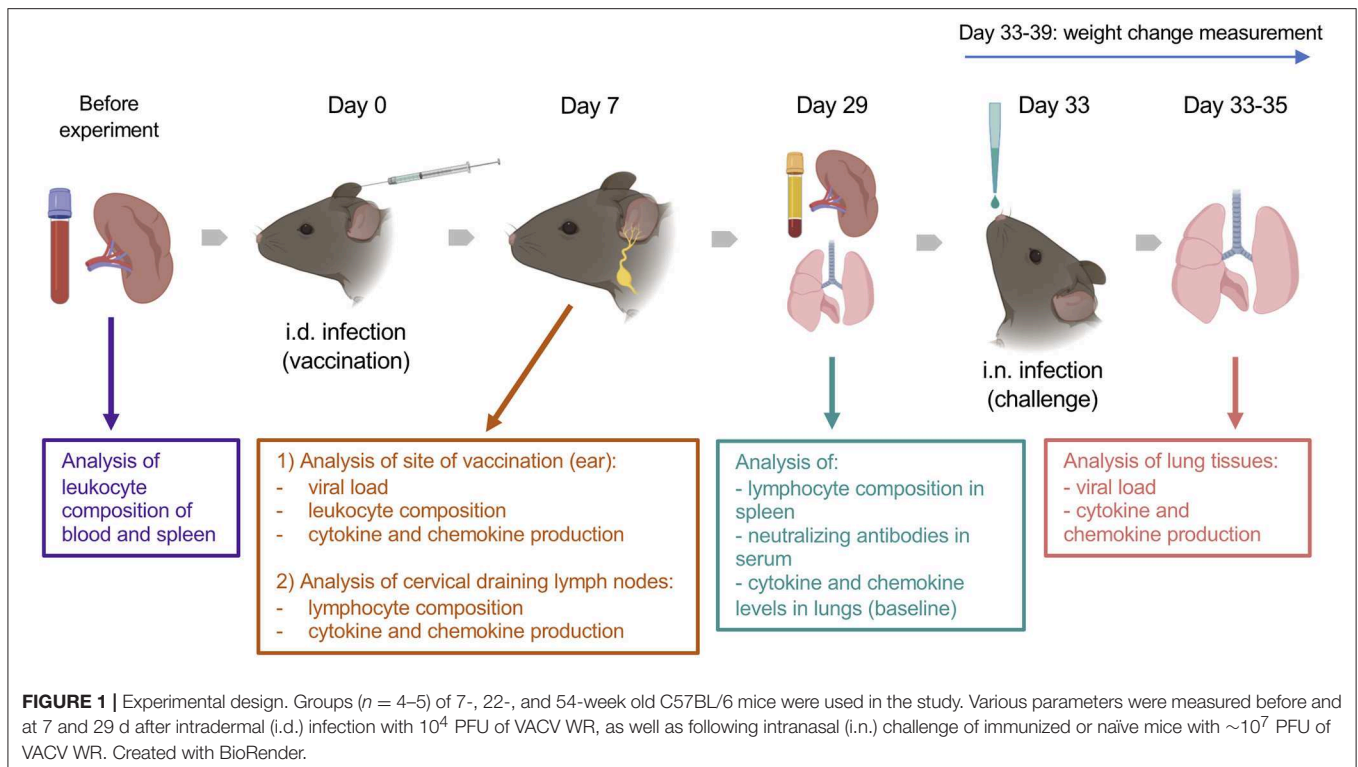 Day 33-39: weight change measurement
Before
experiment
Day 0
Day 7
Day 29
Day 33
Day 33-35
i.d. infection
(vaccination)
i.n. infection
(challenge)
Analysis of
leukocyte
composition of
blood and spleen
1) Analysis of site of vaccination (ear):
- viral load
- leukocyte composition
- cytokine and chemokine production
2) Analysis of cervical draining lymph nodes:
- lymphocyte composition
- cytokine and chemokine production
Analysis of:
- lymphocyte composition in
spleen
- neutralizing antibodies in
serum
- cytokine and chemokine
levels in lungs (baseline)
Analysis of lung tissues:
- viral load
- cytokine and
chemokine production
FIGURE 1 | Experimental design. Groups (n = 4–5) of 7-, 22-, and 54-week old C57BL/6 mice were used in the study. Various parameters were measured before and
at 7 and 29 d after intradermal (i.d.) infection with 10⁴ PFU of VACV WR, as well as following intranasal (i.n.) challenge of immunized or naïve mice with ~10⁷ PFU of
VACV WR. Created with BioRender.